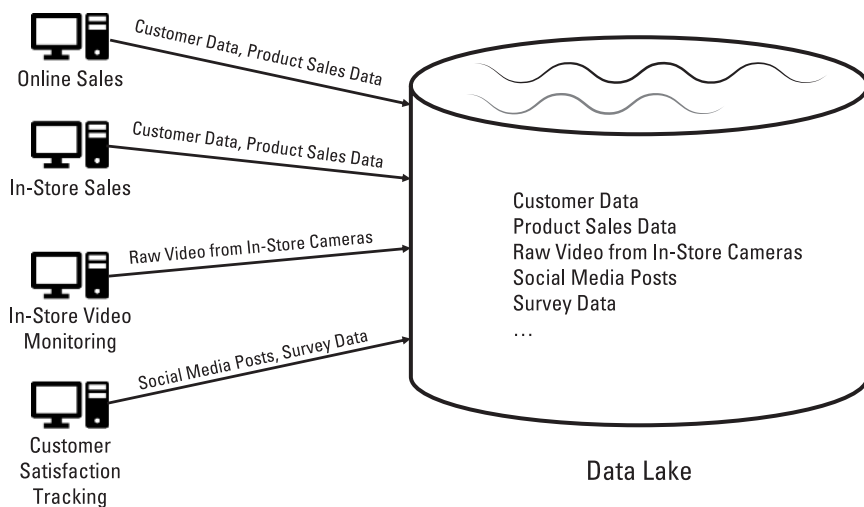 Customer Data, Product Sales Data
Online Sales
Customer Data, Product Sales Data
In-Store Sales
Raw Video from In-Store Cameras
In-Store Video
Monitoring
Social Media Posts, Survey Data
Customer
Satisfaction
Tracking
Customer Data
Product Sales Data
Raw Video from In-Store Cameras
Social Media Posts
Survey Data
...
Data Lake